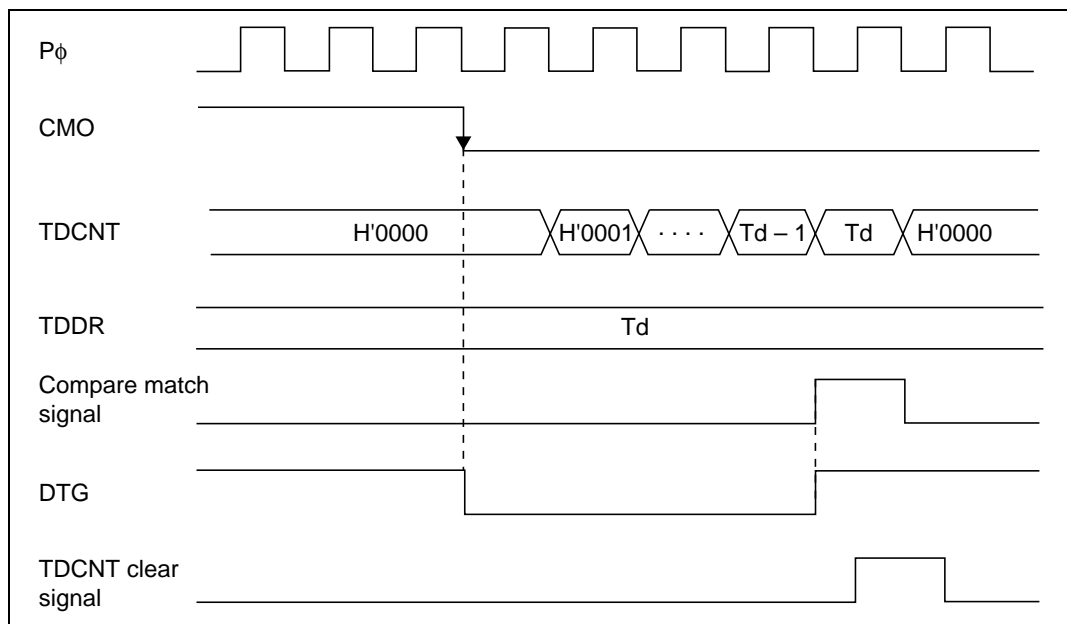 Pϕ
CMO
TDCNT
H'0000 H'0001 · · · · Td – 1 Td H'0000
TDDR
Td
Compare match
signal
DTG
TDCNT clear
signal